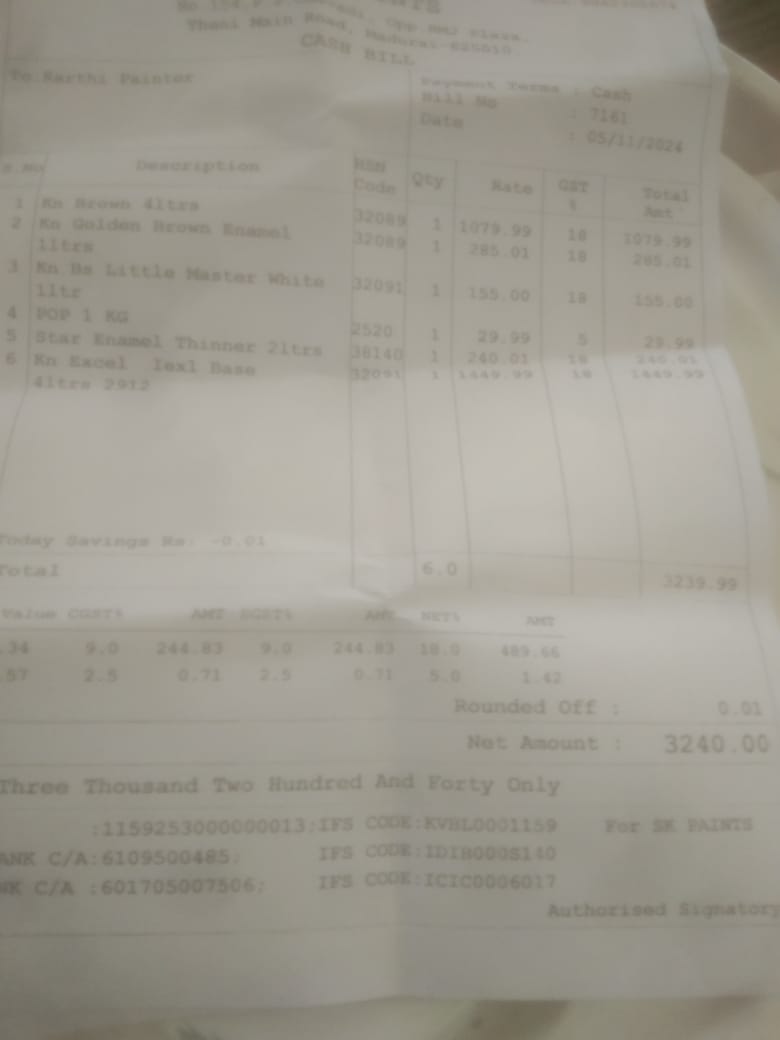 Thani Main Road, Madurai-625010
CASH BILL
To:Karthi Painter
Payment Terms : Cash
Bill No : 7161
Date : 05/11/2024
S.No Description HSN Code Qty Rate GST % Total Amt
1 Kn Brown 4ltrs 32089 1 1079.99 18 1079.99
2 Kn Golden Brown Enamel 32089 1 285.01 18 285.01
1ltrs
3 Kn Bs Little Master White 32091 1 155.00 18 155.00
1ltr
4 POP 1 KG 2520 1 29.99 5 29.99
5 Star Enamel Thinner 2ltrs 38140 1 240.01 18 240.01
6 Kn Excel Iexl Base 32091 1 1449.99 18 1449.99
4ltrs 2912
Today Savings Rs: -0.01
Total 6.0 3239.99
Value CGST% AMT SGST% AMT NET% AMT
.34 9.0 244.83 9.0 244.83 18.0 489.66
.57 2.5 0.71 2.5 0.71 5.0 1.42
Rounded Off : 0.01
Net Amount : 3240.00
Three Thousand Two Hundred And Forty Only
:1159253000000013;IFS CODE:KVBL0001159 For SK PAINTS
ANK C/A:6109500485; IFS CODE:IDIB000S140
NK C/A :601705007506; IFS CODE:ICIC0006017
Authorised Signatory